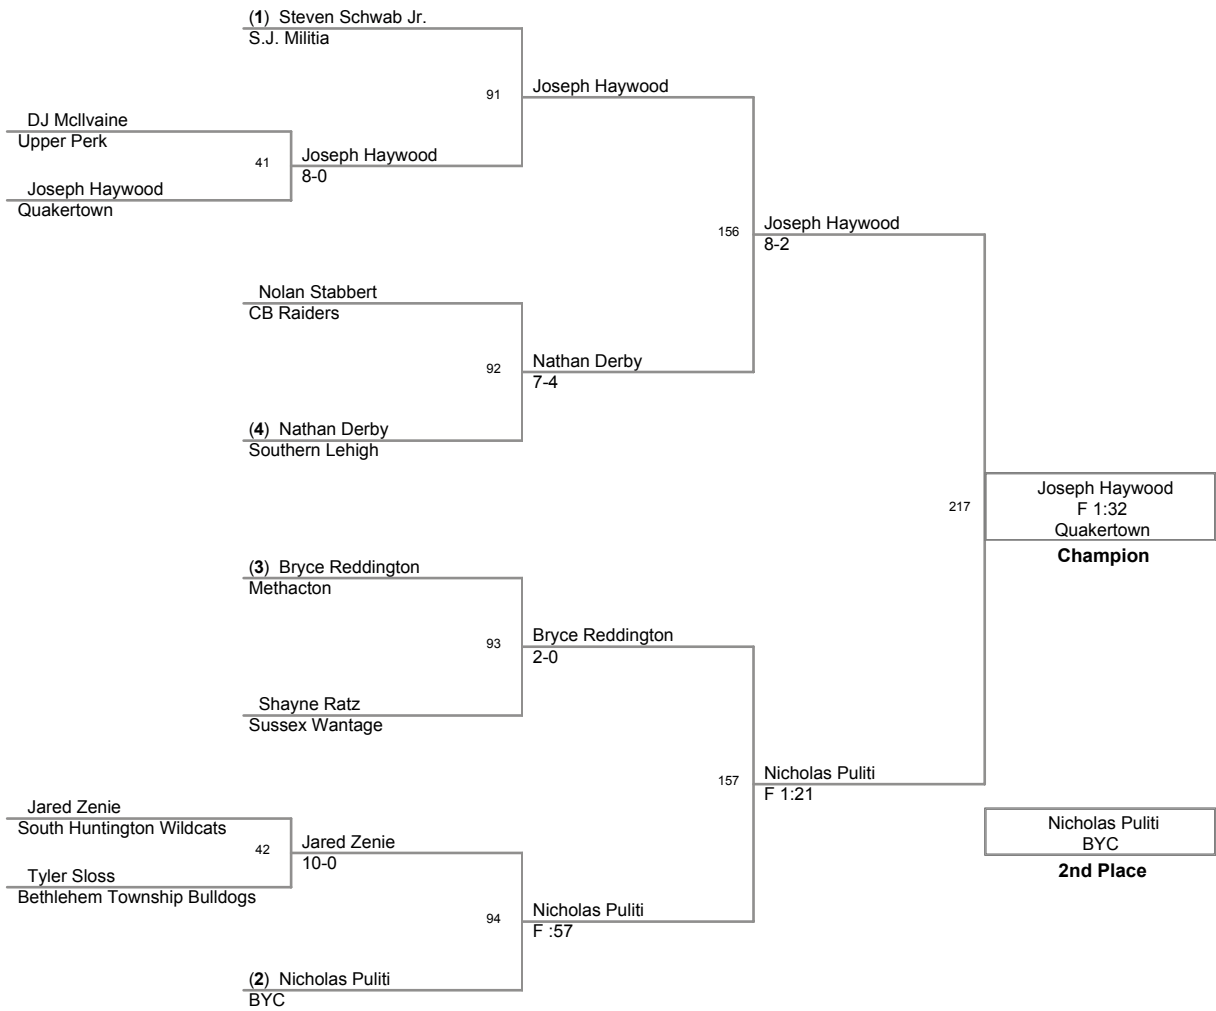 (1) Steven Schwab Jr.
S.J. Militia
91
Joseph Haywood
DJ McIlvaine
Upper Perk
41
Joseph Haywood
8-0
Joseph Haywood
Quakertown
156
Joseph Haywood
8-2
Nolan Stabbert
CB Raiders
92
Nathan Derby
7-4
(4) Nathan Derby
Southern Lehigh
217
Joseph Haywood
F 1:32
Quakertown
Champion
(3) Bryce Reddington
Methacton
93
Bryce Reddington
2-0
Shayne Ratz
Sussex Wantage
157
Nicholas Puliti
F 1:21
Jared Zenie
South Huntington Wildcats
42
Jared Zenie
10-0
Tyler Sloss
Bethlehem Township Bulldogs
94
Nicholas Puliti
F :57
(2) Nicholas Puliti
BYC
Nicholas Puliti
BYC
2nd Place